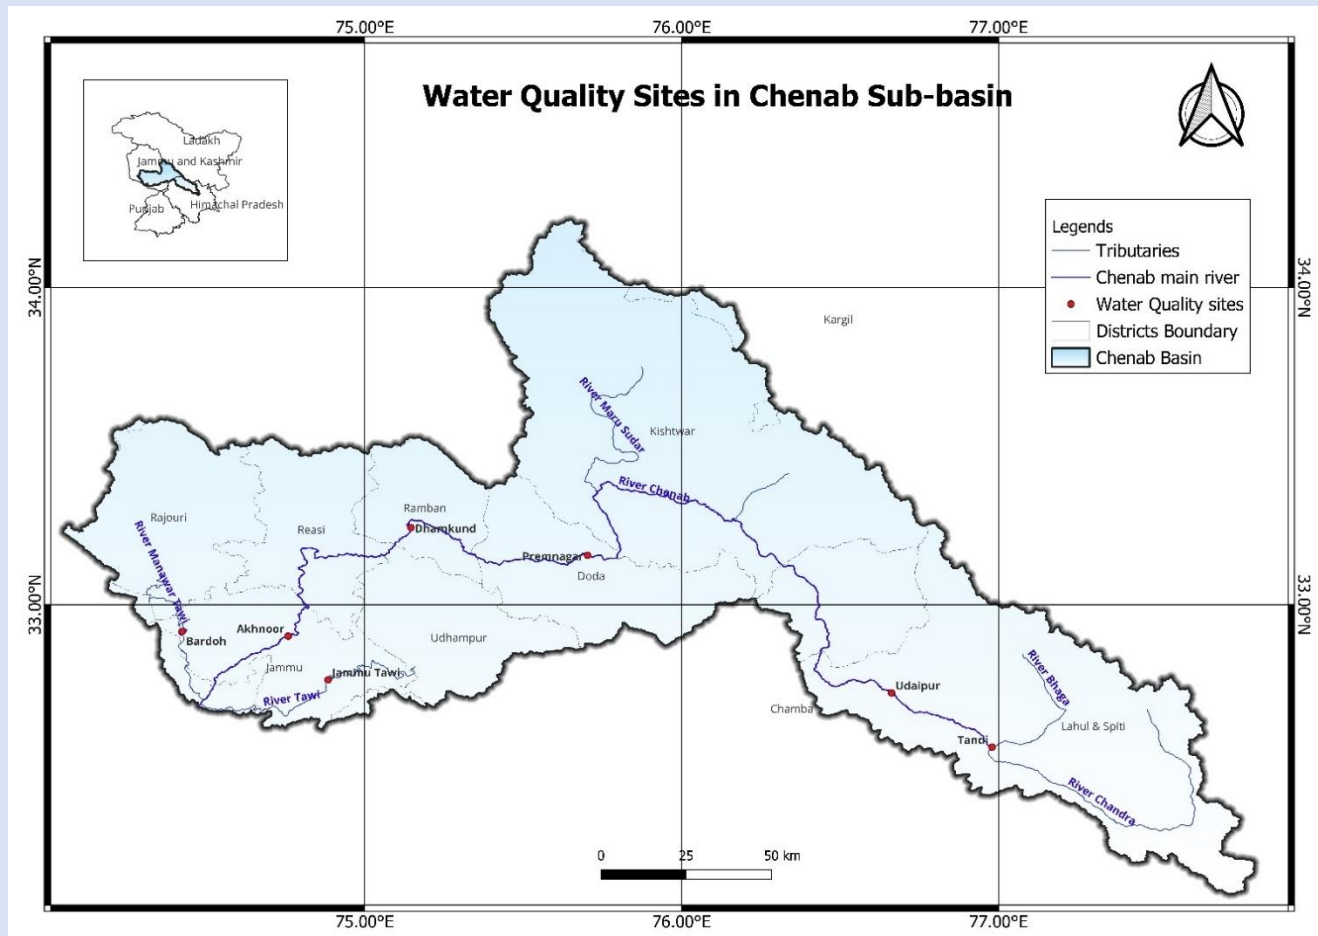 75.00°E
76.00°E
77.00°E
Water Quality Sites in Chenab Sub-basin
Ladakh
Jammu and Kashmir
Punjab
Himachal Pradesh
Legends
Tributaries
Chenab main river
Water Quality sites
Districts Boundary
Chenab Basin
34.00°N
34.00°N
Kargil
River Maru Sudar
Kishtwar
River Chenab
Ramban
Dhamkund
Rajouri
Reasi
River Manawar Tawi
Premnagar
Doda
33.00°N
33.00°N
Akhnoor
Bardoh
Udhampur
Jammu
Jammu Tawi
River Tawi
River Bhaga
Udaipur
Chamba
Lahul & Spiti
Tandi
River Chandra
0
25
50 km
75.00°E
76.00°E
77.00°E